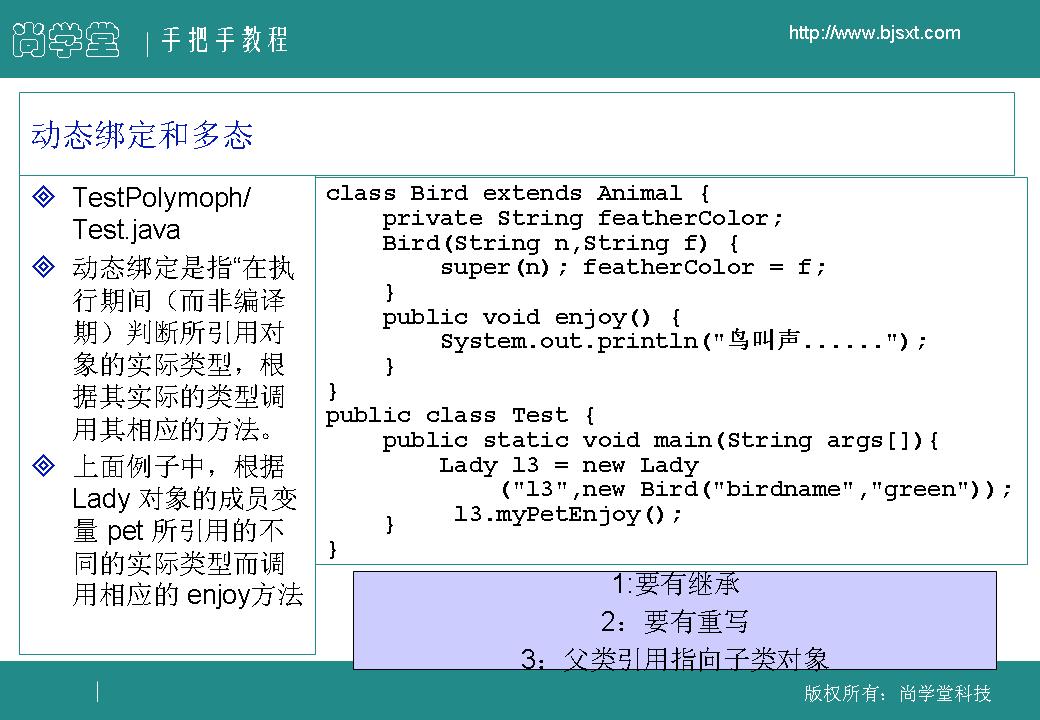 尚学堂 手把手教程
http://www.bjsxt.com
动态绑定和多态
TestPolymoph/
Test.java
动态绑定是指“在执
行期间（而非编译
期）判断所引用对
象的实际类型，根
据其实际的类型调
用其相应的方法。
上面例子中，根据
Lady 对象的成员变
量 pet 所引用的不
同的实际类型而调
用相应的 enjoy方法
class Bird extends Animal {
    private String featherColor;
    Bird(String n,String f) {
        super(n); featherColor = f;
    }
    public void enjoy() {
        System.out.println("鸟叫声......");
    }
}
public class Test {
    public static void main(String args[]){
        Lady l3 = new Lady
            ("l3",new Bird("birdname","green"));
         l3.myPetEnjoy();
    }
}
1:要有继承
2：要有重写
3：父类引用指向子类对象
版权所有：尚学堂科技